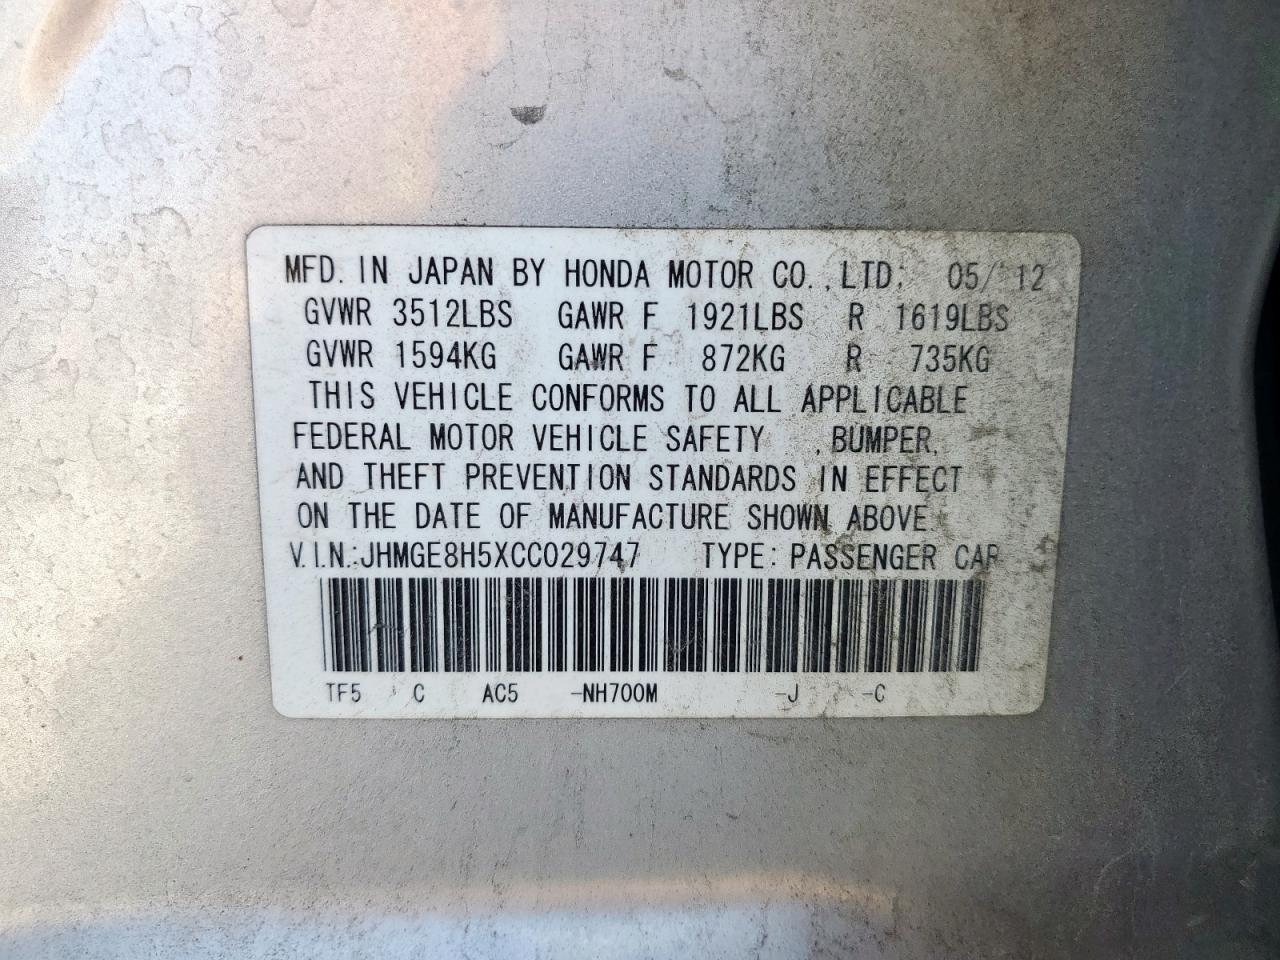 MFD. IN JAPAN BY HONDA MOTOR CO.,LTD; 05/ 12
GVWR 3512LBS GAWR F 1921LBS R 1619LBS
GVWR 1594KG GAWR F 872KG R 735KG
THIS VEHICLE CONFORMS TO ALL APPLICABLE
FEDERAL MOTOR VEHICLE SAFETY , BUMPER,
AND THEFT PREVENTION STANDARDS IN EFFECT
ON THE DATE OF MANUFACTURE SHOWN ABOVE.
V.I.N.:JHMGE8H5XCC029747 TYPE: PASSENGER CAR
TF5 C AC5 -NH700M -J -C